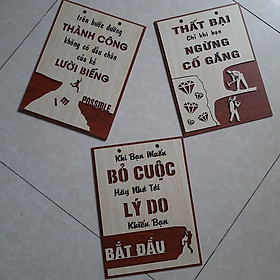 trên bước đường
THÀNH CÔNG
không có dấu chân
của kẻ
LƯỜI BIẾNG
IM
POSSIBLE
THẤT BẠI
Chỉ khi bạn
NGỪNG
CỐ GẮNG
Khi Bạn Muốn
BỎ CUỘC
Hãy Nhớ Tới
LÝ DO
Khiến Bạn
BẮT ĐẦU